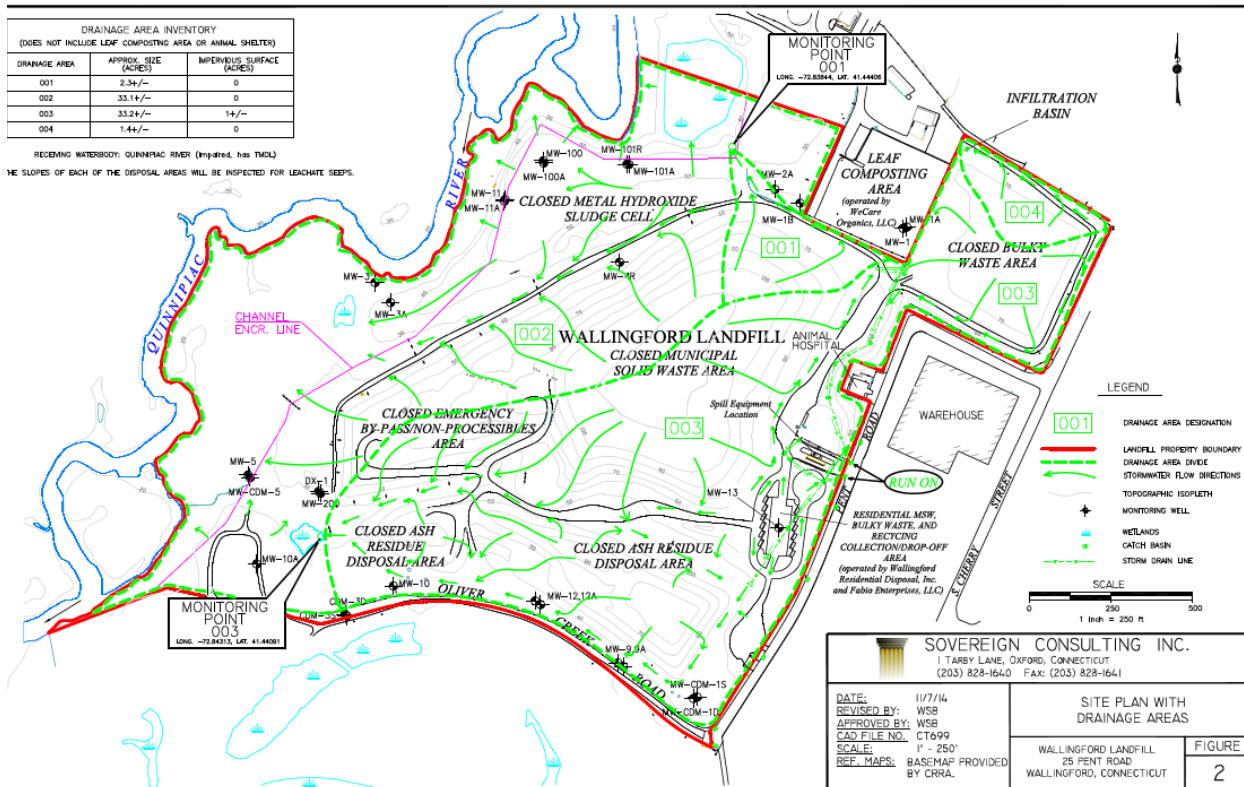 DRAINAGE AREA INVENTORY
(DOES NOT INCLUDE LEAF COMPOSTING AREA OR ANIMAL SHELTER)
DRAINAGE AREA APPROX. SIZE (ACRES) IMPERVIOUS SURFACE (ACRES)
001 2.3+/- 0
002 33.1+/- 0
003 33.2+/- 1+/-
004 1.4+/- 0
RECEIVING WATERBODY: QUINNIPIAC RIVER (Impaired, has TMDL)
HE SLOPES OF EACH OF THE DISPOSAL AREAS WILL BE INSPECTED FOR LEACHATE SEEPS.
MONITORING
POINT
001
LONG. -72.83844, LAT. 41.44406
INFILTRATION
BASIN
LEAF
COMPOSTING
AREA
(operated by
WeCare
Organics, LLC)
MW-1A
MW-1
004
CLOSED BULKY
WASTE AREA
003
RIVER
QUINNIPIAC
MW-100
MW-100A
MW-101R
MW-101A
MW-11
MW-11A
CLOSED METAL HYDROXIDE
SLUDGE CELL
MW-2A
MW-1B
001
MW-3
MW-3A
MW-4R
CHANNEL
ENCR. LINE
002
WALLINGFORD LANDFILL
CLOSED MUNICIPAL
SOLID WASTE AREA
ANIMAL
HOSPITAL
CLOSED EMERGENCY
BY-PASS/NON-PROCESSIBLES
AREA
Spill Equipment
Location
003
WAREHOUSE
PENT ROAD
RUN ON
S. CHERRY STREET
MW-5
MW-CDM-5
DX-1
MW-20D
MW-13
RESIDENTIAL MSW,
BULKY WASTE, AND
RECYCLING
COLLECTION/DROP-OFF
AREA
(operated by Wallingford
Residential Disposal, Inc.
and Fabio Enterprises, LLC)
CLOSED ASH
RESIDUE
DISPOSAL AREA
CLOSED ASH RESIDUE
DISPOSAL AREA
MW-10A
MW-10
MW-12,12A
CDM-3D
CDM-5S
OLIVER CREEK ROAD
MW-9,9A
MW-CDM-1S
MW-CDM-1D
MONITORING
POINT
003
LONG. -72.84313, LAT. 41.44091
LEGEND
001 DRAINAGE AREA DESIGNATION
LANDFILL PROPERTY BOUNDARY
DRAINAGE AREA DIVIDE
STORMWATER FLOW DIRECTIONS
TOPOGRAPHIC ISOPLETH
MONITORING WELL
WETLANDS
CATCH BASIN
STORM DRAIN LINE
SCALE
0 250 500
1 Inch = 250 ft
SOVEREIGN CONSULTING INC.
1 TARBY LANE, OXFORD, CONNECTICUT
(203) 828-1640 FAX: (203) 828-1641
DATE: 11/7/14
REVISED BY: WSB
APPROVED BY: WSB
CAD FILE NO. CT699
SCALE: 1" - 250'
REF. MAPS: BASEMAP PROVIDED
BY CRRA.
SITE PLAN WITH
DRAINAGE AREAS
WALLINGFORD LANDFILL
25 PENT ROAD
WALLINGFORD, CONNECTICUT
FIGURE
2